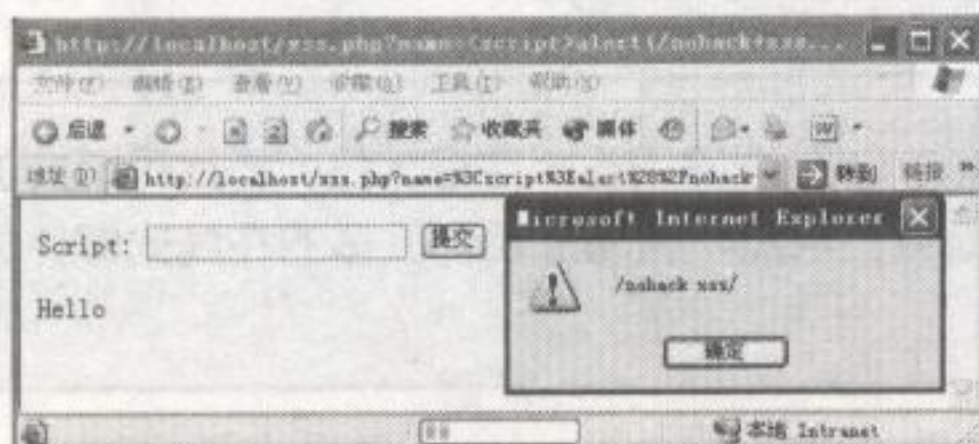 http://localhost/xss.php?name=<script>alert(/nohack+xss...
文件(F) 编辑(E) 查看(V) 收藏(A) 工具(T) 帮助(H)
后退 搜索 收藏夹 媒体
地址(D) http://localhost/xss.php?name=%3Cscript%3Ealert%28%2Fnohack 转到 链接 »
Microsoft Internet Explorer
Script: 提交
/nohack xss/
Hello
确定
本地 Intranet